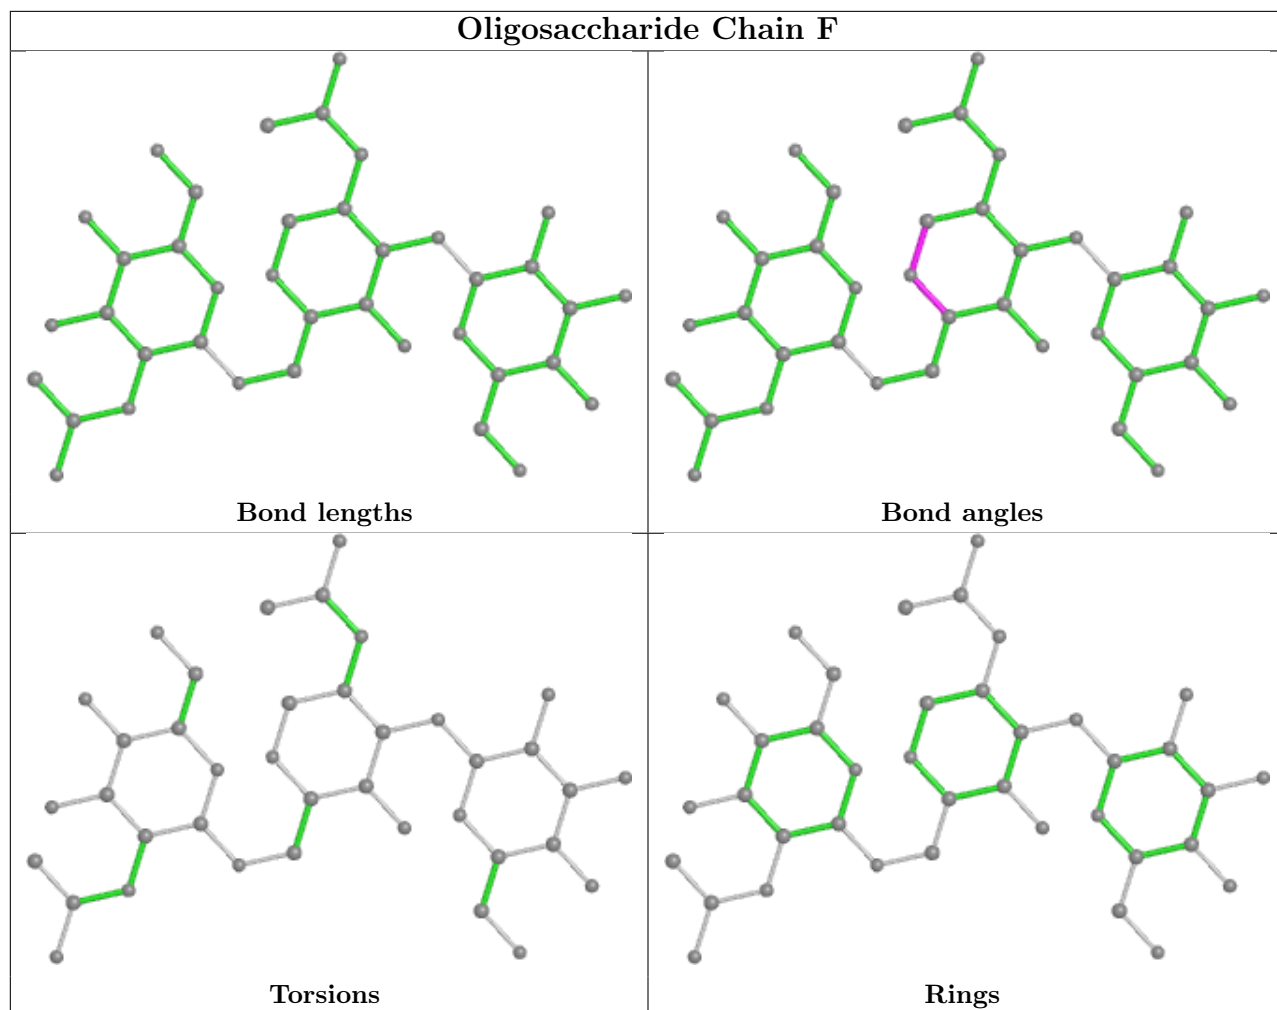 Oligosaccharide Chain F
Bond lengths
Bond angles
Torsions
Rings